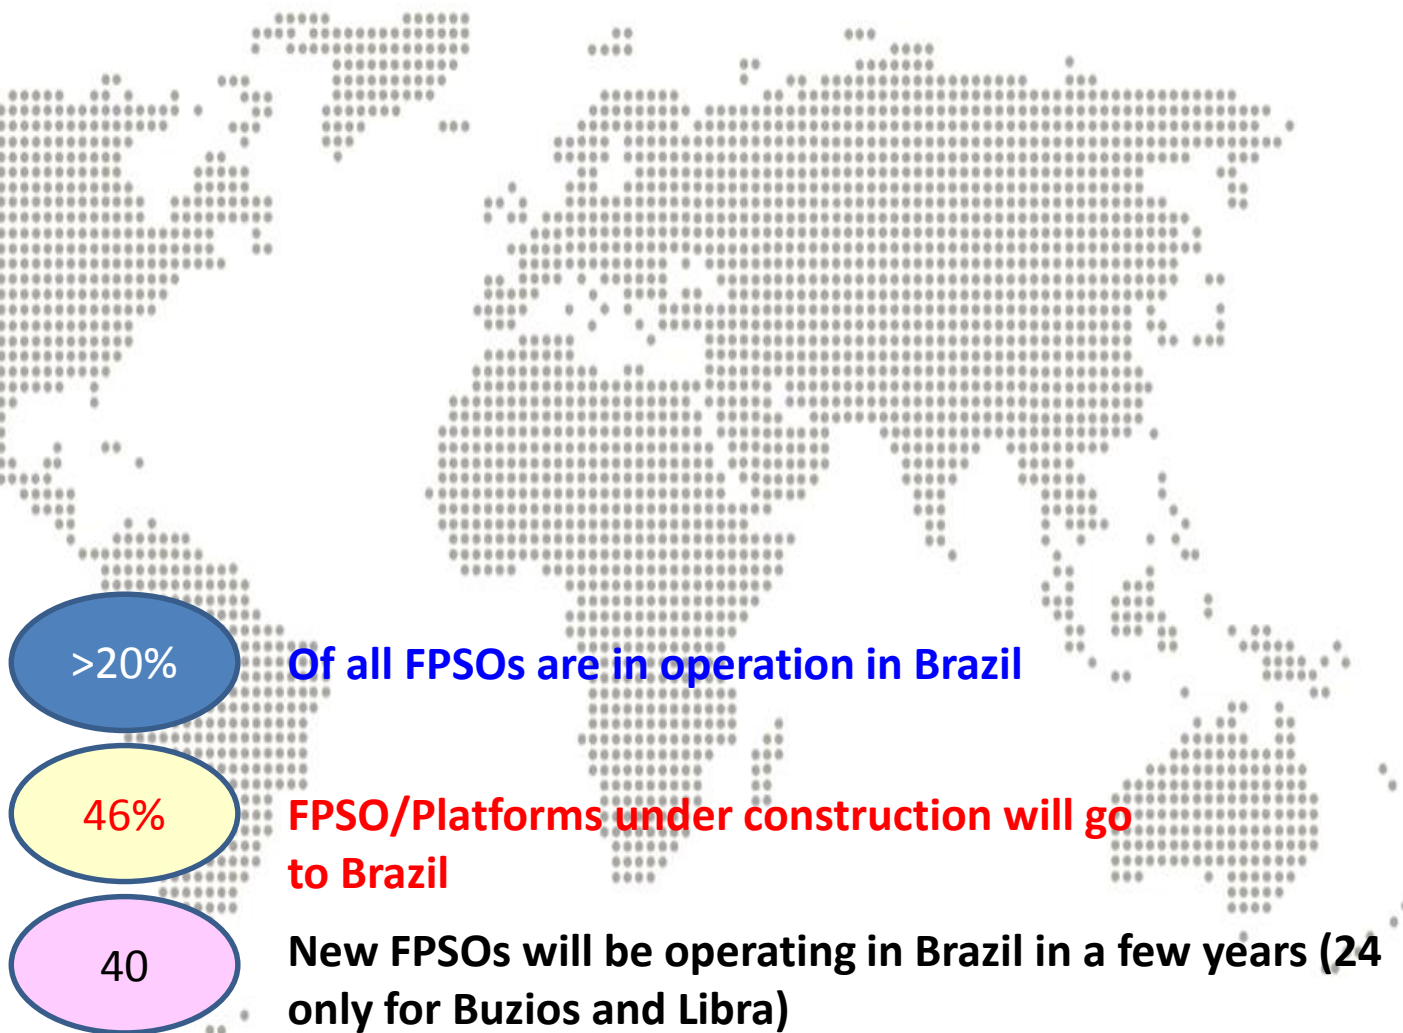 >20%
Of all FPSOs are in operation in Brazil
46%
FPSO/Platforms under construction will go
to Brazil
40
New FPSOs will be operating in Brazil in a few years (24
only for Buzios and Libra)